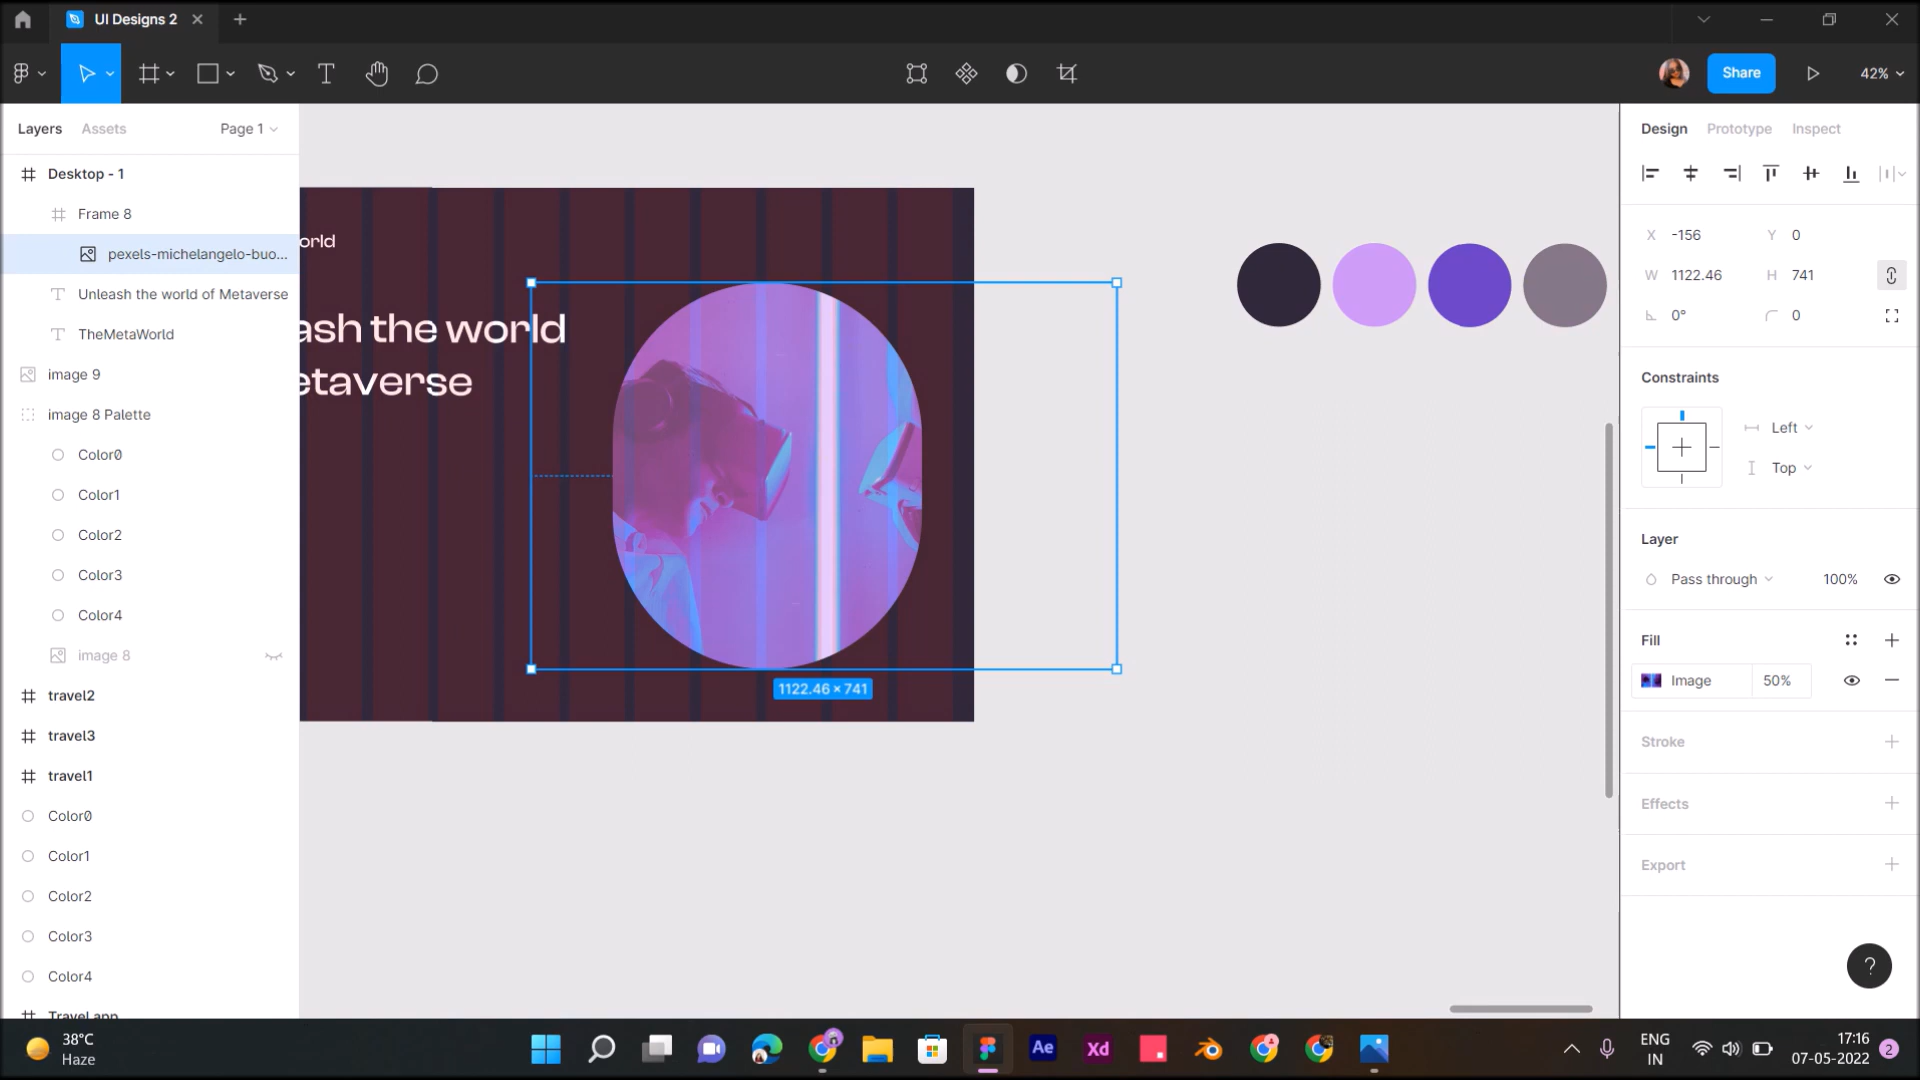 UI Designs 2
Share
42%
Layers
Assets
Page 1
Desktop - 1
Frame 8
pexels-michelangelo-buo...
Unleash the world of Metaverse
TheMetaWorld
image 9
image 8 Palette
Color0
Color1
Color2
Color3
Color4
image 8
travel2
travel3
travel1
Color0
Color1
Color2
Color3
Color4
Travel app
orld
ash the world
etaverse
1122.46 × 741
Design
Prototype
Inspect
X -156
Y 0
W 1122.46
H 741
0°
0
Constraints
Left
Top
Layer
Pass through
100%
Fill
Image
50%
Stroke
Effects
Export
?
38°C
Haze
Ae
Xd
ENG
IN
17:16
07-05-2022
2